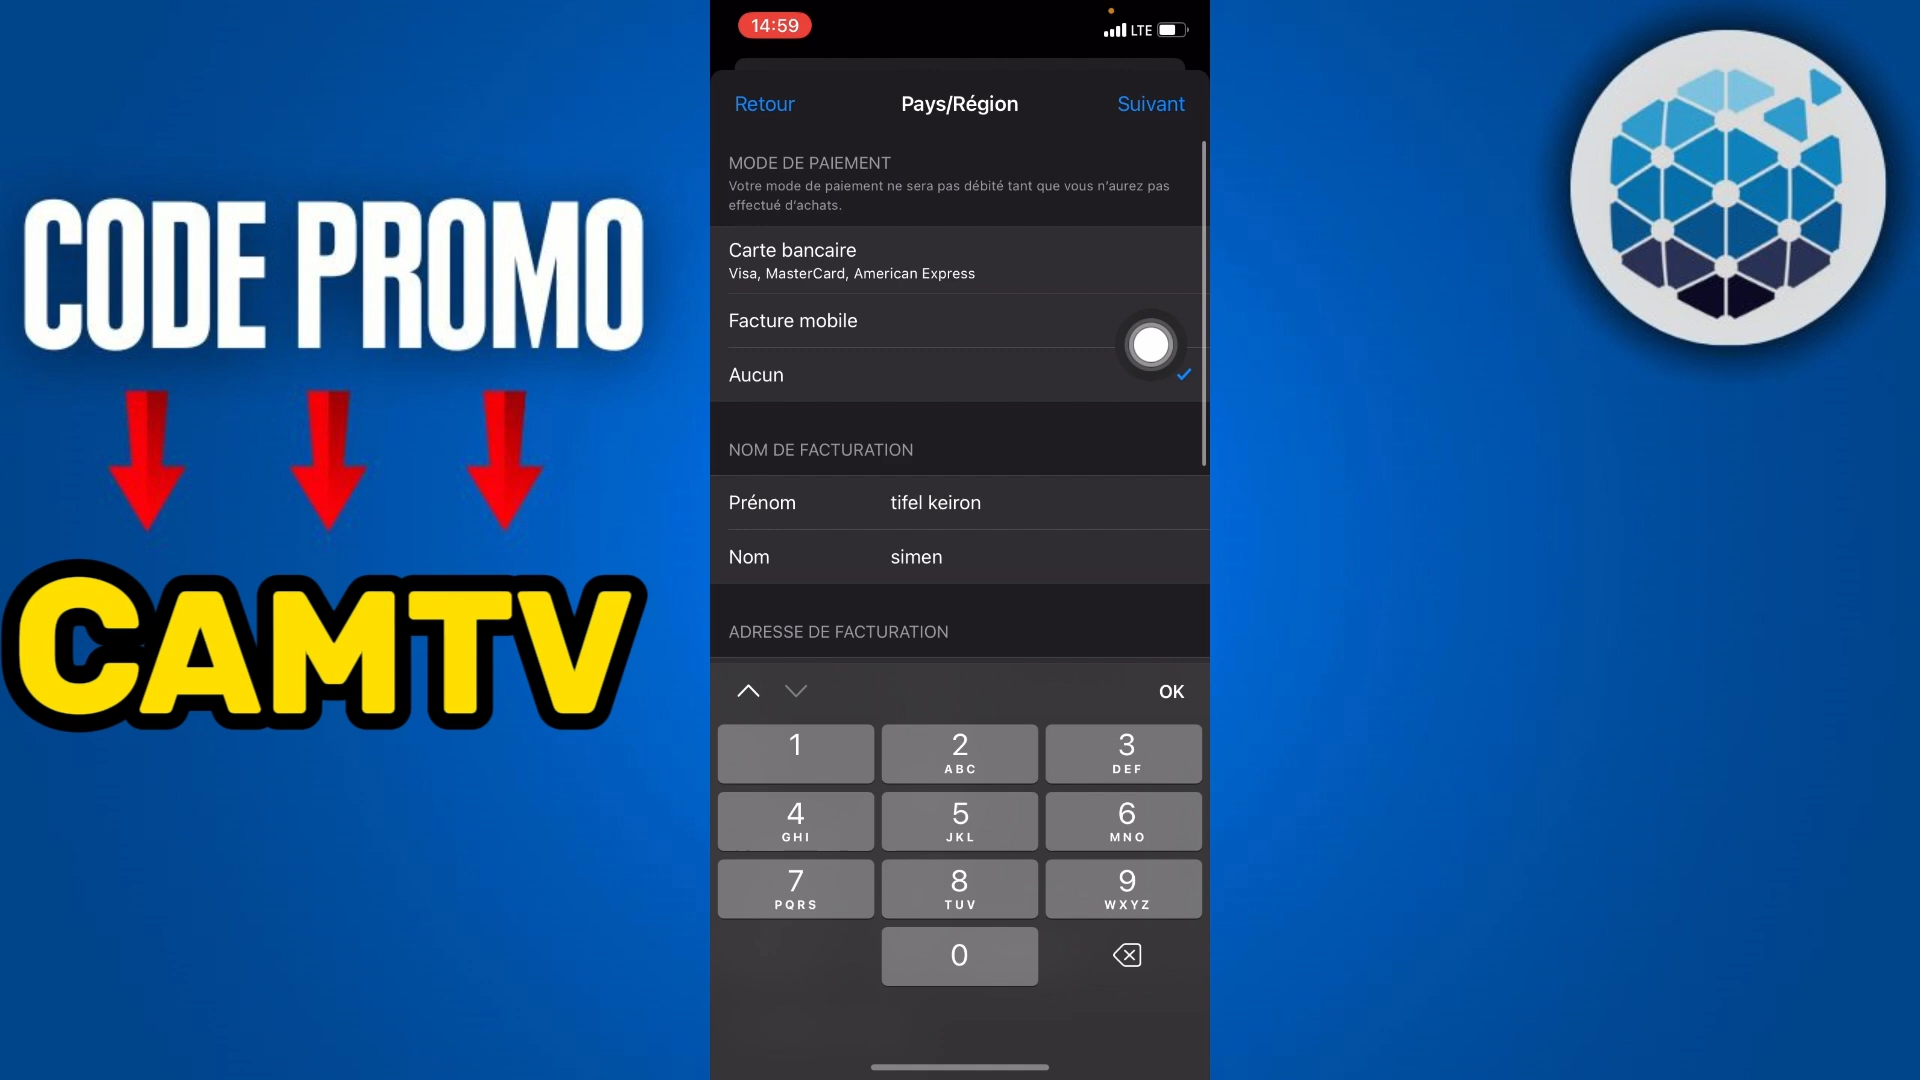 CODE PROMO
CAMTV
14:59
LTE
Retour
Pays/Région
Suivant
MODE DE PAIEMENT
Votre mode de paiement ne sera pas débité tant que vous n'aurez pas
effectué d'achats.
Carte bancaire
Visa, MasterCard, American Express
Facture mobile
Aucun
NOM DE FACTURATION
Prénom tifel keiron
Nom simen
ADRESSE DE FACTURATION
OK
1 2 3
ABC DEF
4 5 6
GHI JKL MNO
7 8 9
PQRS TUV WXYZ
0